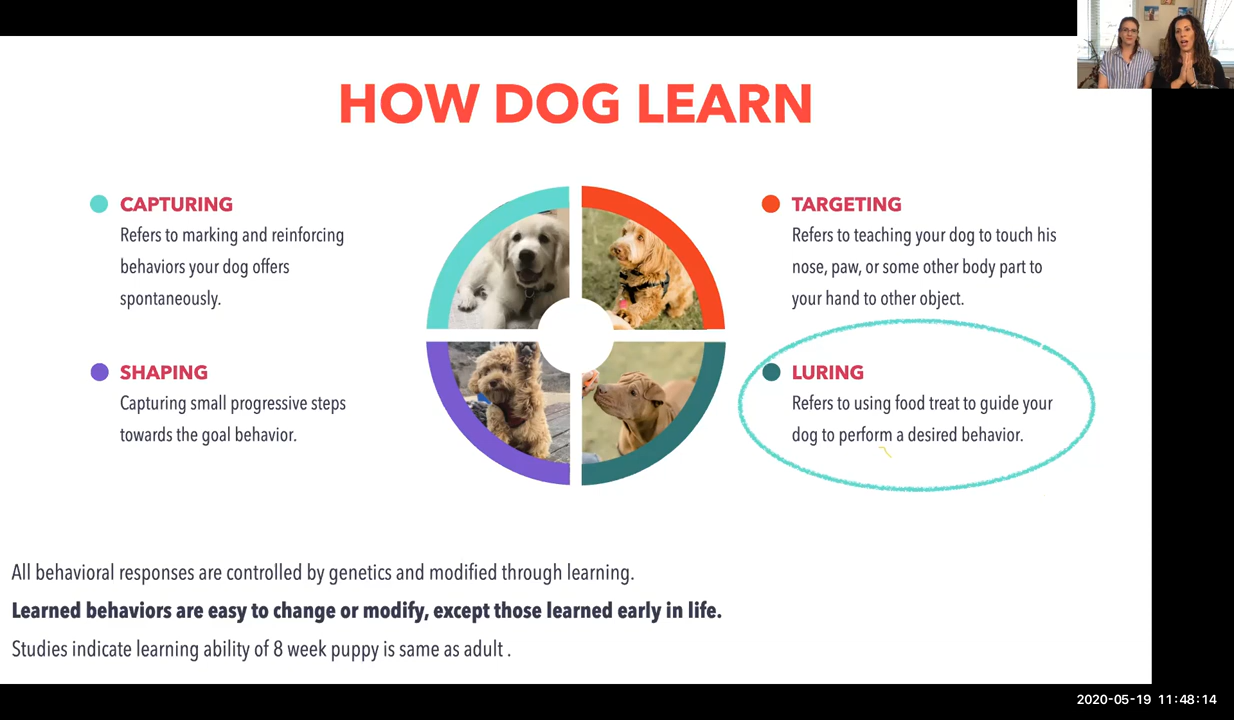 HOW DOG LEARN
CAPTURING
Refers to marking and reinforcing
behaviors your dog offers
spontaneously.
SHAPING
Capturing small progressive steps
towards the goal behavior.
TARGETING
Refers to teaching your dog to touch his
nose, paw, or some other body part to
your hand to other object.
LURING
Refers to using food treat to guide your
dog to perform a desired behavior.
All behavioral responses are controlled by genetics and modified through learning.
Learned behaviors are easy to change or modify, except those learned early in life.
Studies indicate learning ability of 8 week puppy is same as adult .
2020-05-19 11:48:14